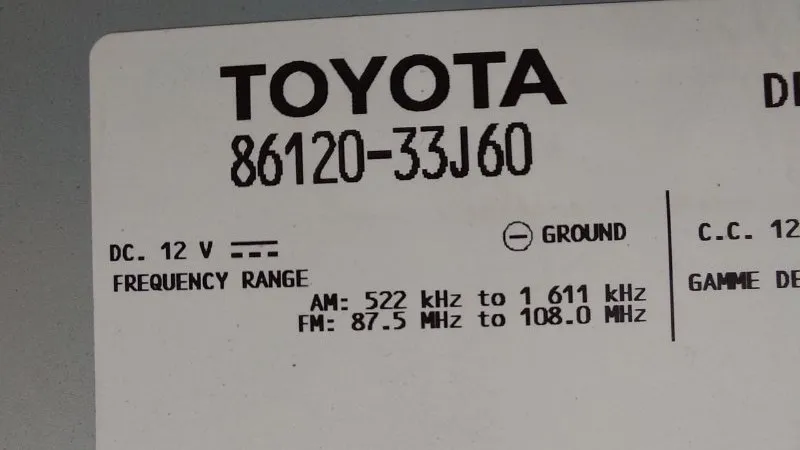 TOYOTA
86120-33J60
DC. 12 V
⊖ GROUND
FREQUENCY RANGE
AM: 522 kHz to 1 611 kHz
FM: 87.5 MHz to 108.0 MHz
C.C. 12
GAMME DE